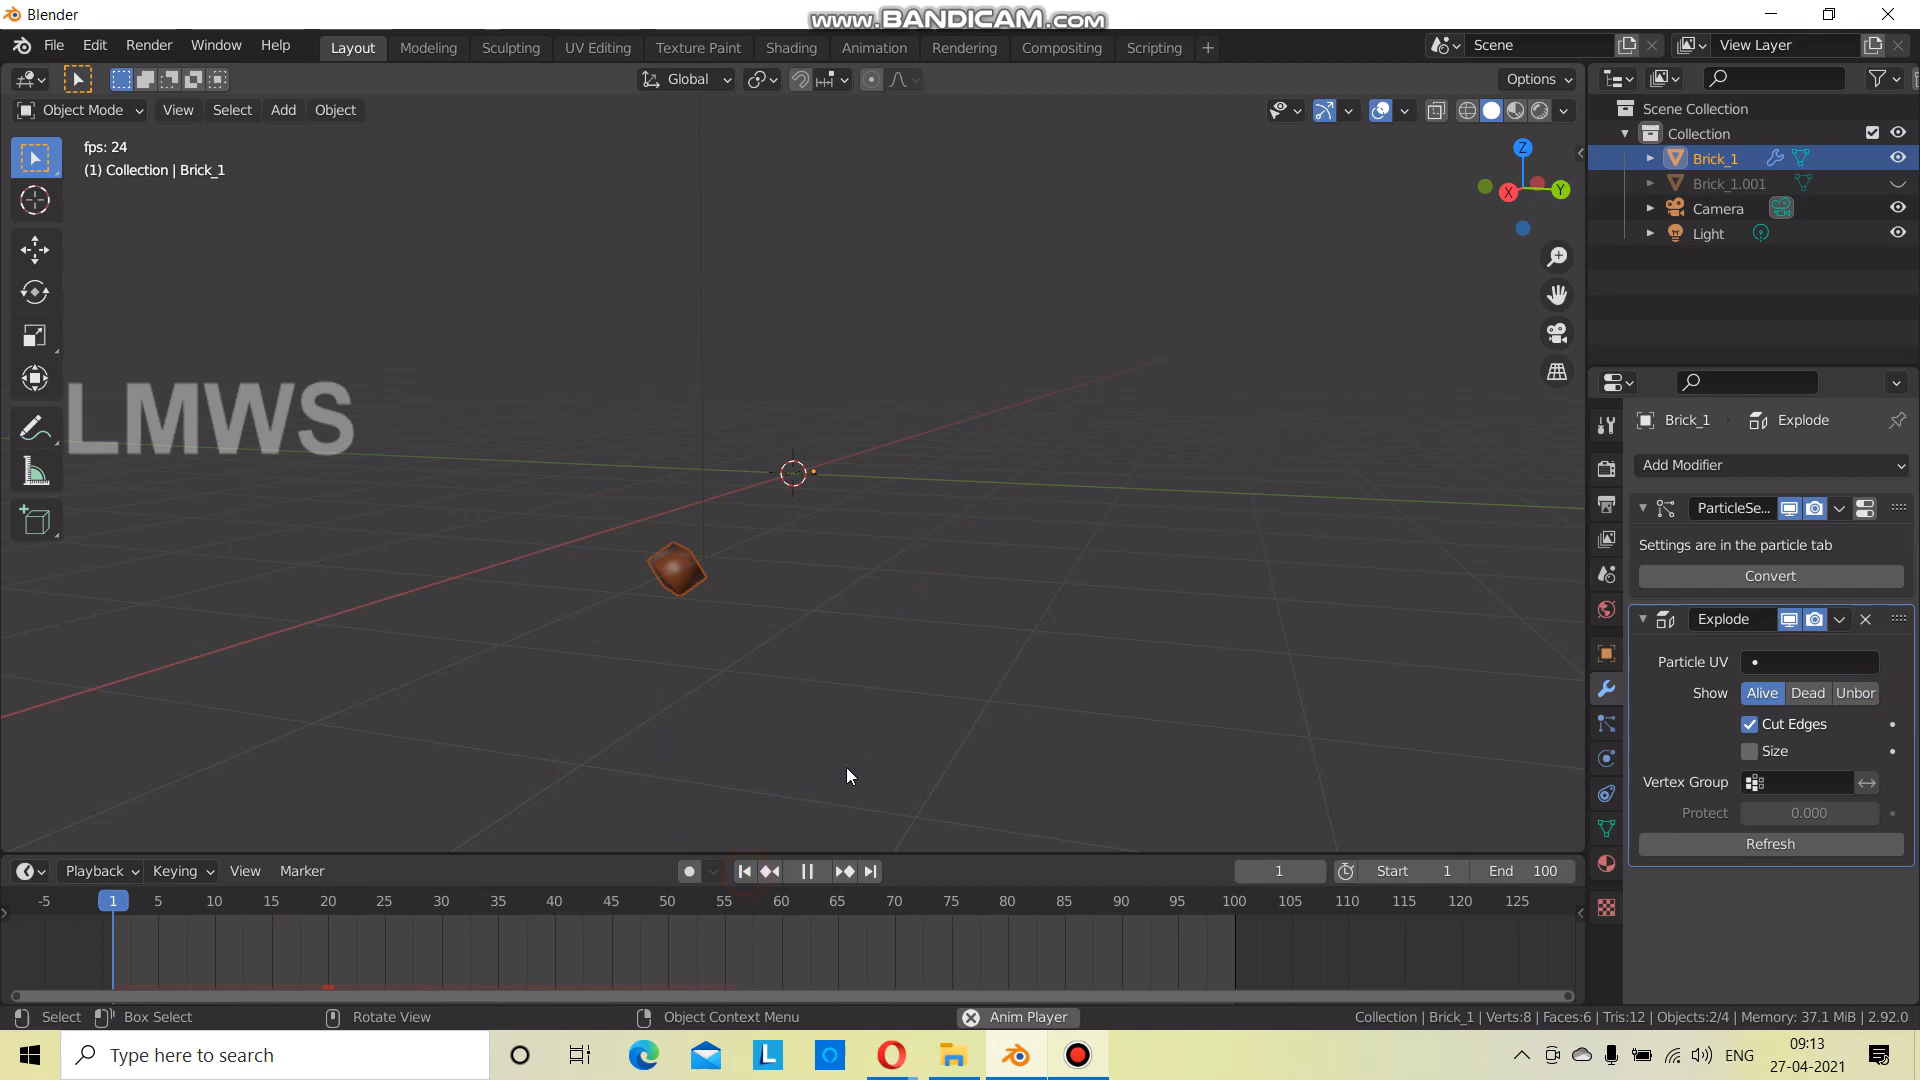 Blender
www.BANDICAM.com
File Edit Render Window Help
Layout Modeling Sculpting UV Editing Texture Paint Shading Animation Rendering Compositing Scripting +
Scene
View Layer
Global
Options
Object Mode View Select Add Object
fps: 24
(1) Collection | Brick_1
Z
X
Y
LMWS
Scene Collection
Collection
Brick_1
Brick_1.001
Camera
Light
Brick_1 Explode
Add Modifier
ParticleSe...
Settings are in the particle tab
Convert
Explode
Particle UV
Show Alive Dead Unbor
Cut Edges
Size
Vertex Group
Protect 0.000
Refresh
Playback Keying View Marker
1 Start 1 End 100
-5 1 5 10 15 20 25 30 35 40 45 50 55 60 65 70 75 80 85 90 95 100 105 110 115 120 125
Select Box Select Rotate View Object Context Menu Anim Player
Collection | Brick_1 | Verts:8 | Faces:6 | Tris:12 | Objects:2/4 | Memory: 37.1 MiB | 2.92.0
Type here to search
L
ENG
09:13
27-04-2021